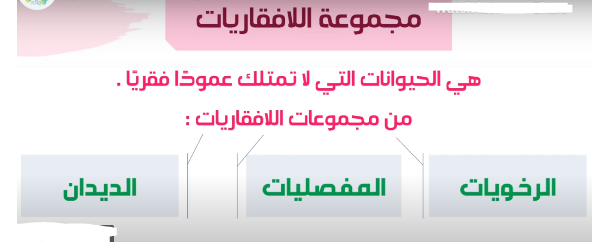 مجموعة اللافقاريات
هي الحيوانات التي لا تمتلك عمودًا فقريًا .
من مجموعات اللافقاريات :
الرخويات
المفصليات
الديدان